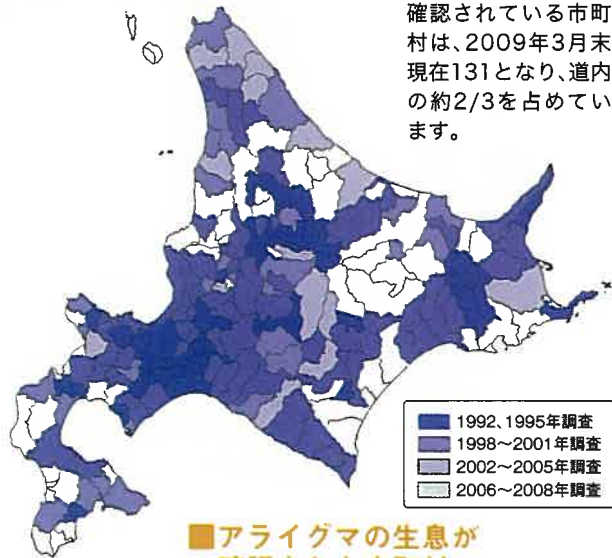 確認されている市町
村は、2009年3月末
現在131となり、道内
の約2/3を占めてい
ます。
1992、1995年調査
1998〜2001年調査
2002〜2005年調査
2006〜2008年調査
■アライグマの生息が